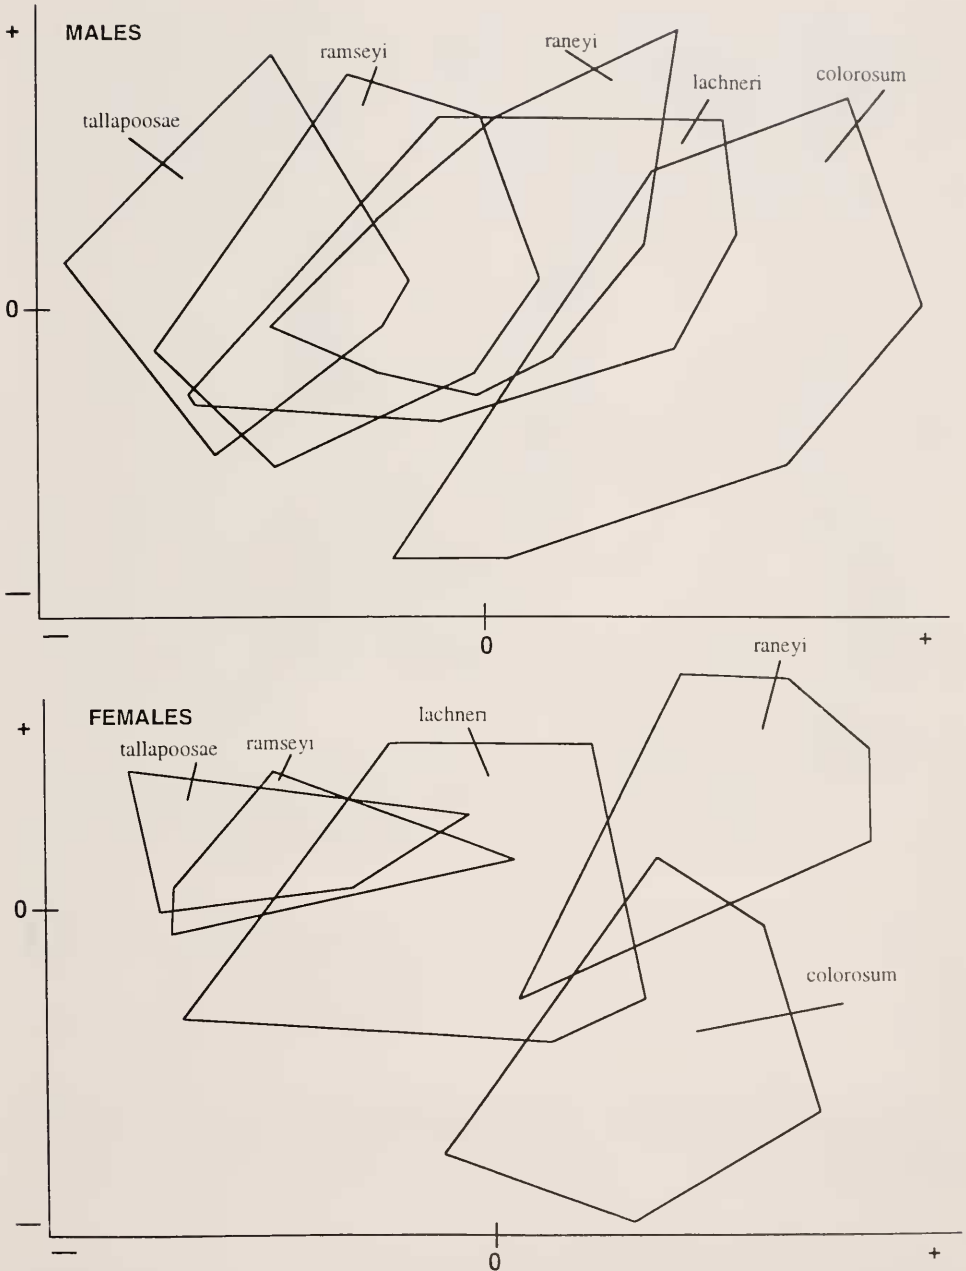 +
MALES
ramseyi
raneyi
lachneri
colorosum
tallapoosae
0
—
—
0
+
raneyi
+
FEMALES
lachneri
tallapoosae
ramseyi
0
colorosum
—
—
0
+